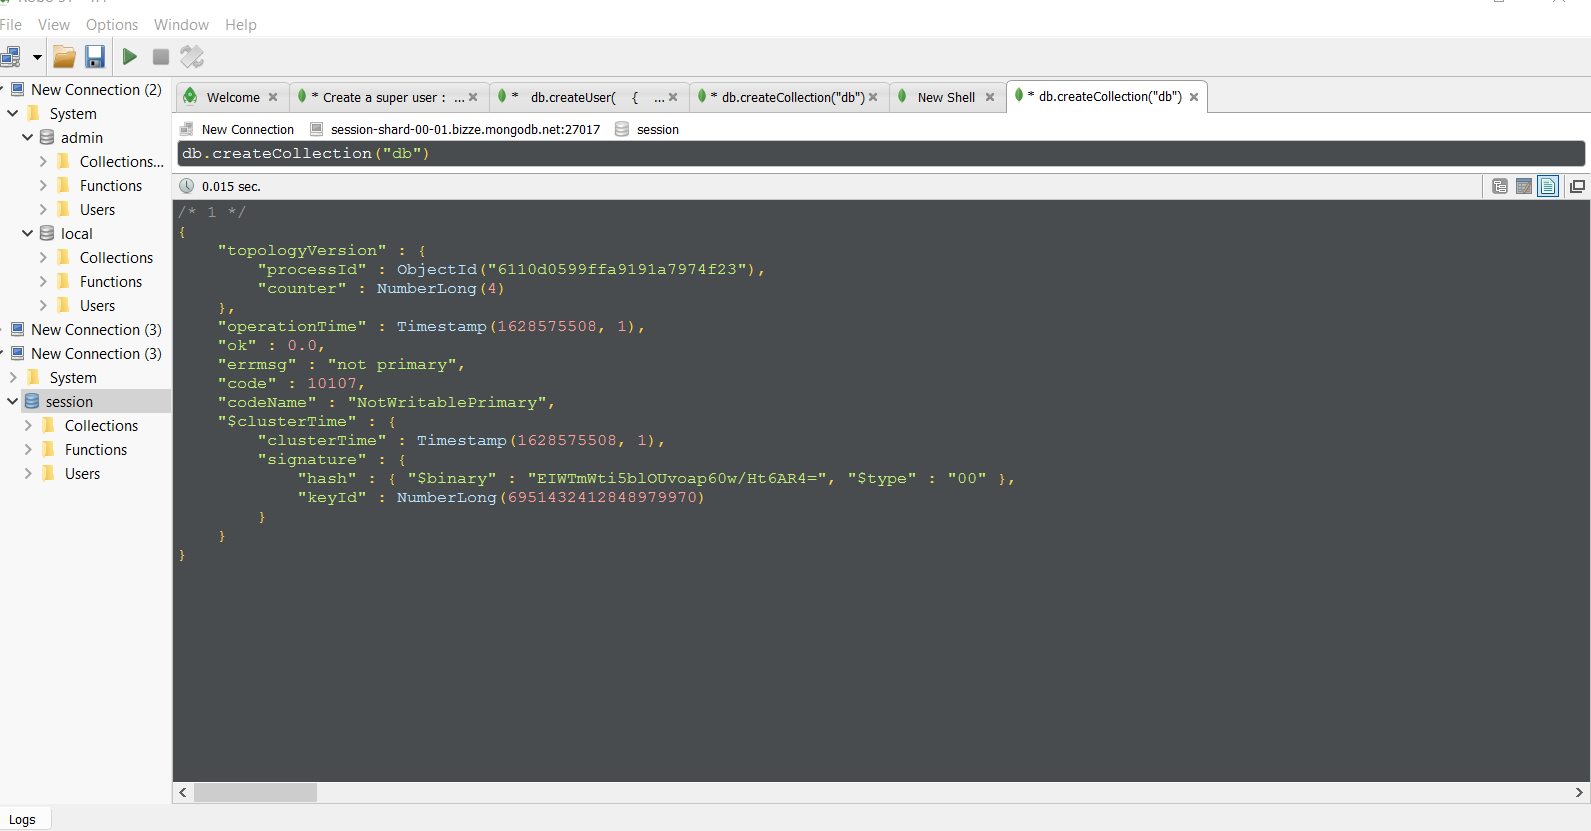 File View Options Window Help
New Connection (2)
System
admin
Collections...
Functions
Users
local
Collections
Functions
Users
New Connection (3)
New Connection (3)
System
session
Collections
Functions
Users
Welcome * Create a super user : ... * db.createUser( { ... * db.createCollection("db") New Shell * db.createCollection("db")
New Connection session-shard-00-01.bizze.mongodb.net:27017 session
db.createCollection("db")
0.015 sec.
/* 1 */
{
"topologyVersion" : {
"processId" : ObjectId("6110d0599ffa9191a7974f23"),
"counter" : NumberLong(4)
},
"operationTime" : Timestamp(1628575508, 1),
"ok" : 0.0,
"errmsg" : "not primary",
"code" : 10107,
"codeName" : "NotWritablePrimary",
"$clusterTime" : {
"clusterTime" : Timestamp(1628575508, 1),
"signature" : {
"hash" : { "$binary" : "EIWTmWti5blOUvoap60w/Ht6AR4=", "$type" : "00" },
"keyId" : NumberLong(6951432412848979970)
}
}
}
Logs